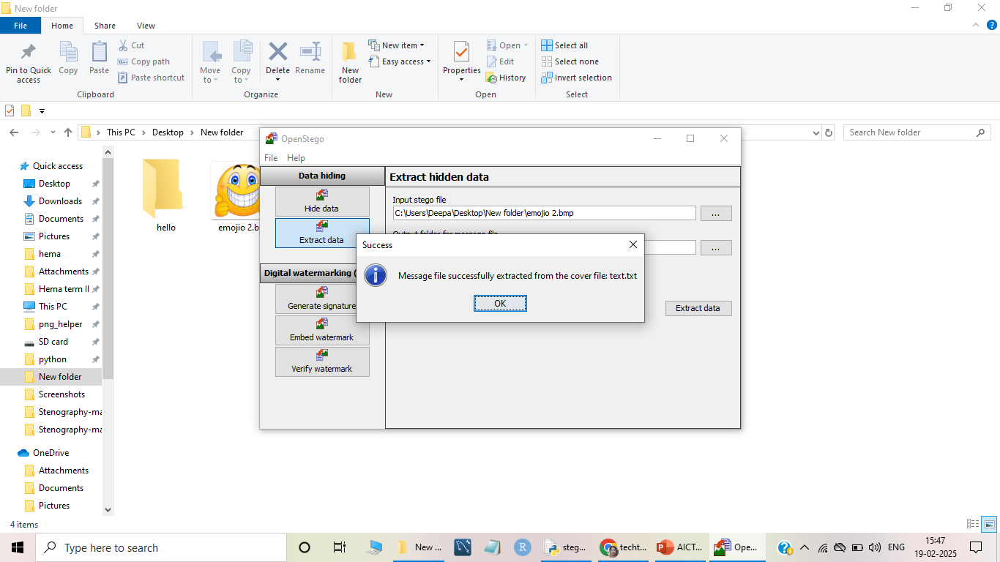 New folder
File Home Share View
Pin to Quick access
Copy
Paste
Cut
Copy path
Paste shortcut
Clipboard
Move to
Copy to
Delete
Rename
Organize
New folder
New item
Easy access
New
Properties
Open
Edit
History
Open
Select all
Select none
Invert selection
Select
This PC > Desktop > New folder
Search New folder
Quick access
Desktop
Downloads
Documents
Pictures
hema
Attachments
Hema term II
This PC
png_helper
SD card
python
New folder
Screenshots
Stenography-ma
Stenography-ma
OneDrive
Attachments
Documents
Pictures
hello
emojio 2.b
OpenStego
File Help
Data hiding
Hide data
Extract data
Digital watermarking (
Generate signature
Embed watermark
Verify watermark
Extract hidden data
Input stego file
C:\Users\Deepa\Desktop\New folder\emojio 2.bmp
...
Output folder for message file
...
Extract data
Success
Message file successfully extracted from the cover file: text.txt
OK
4 items
Type here to search
New ...
R
steg...
techt...
AICT...
Ope...
ENG
15:47
19-02-2025